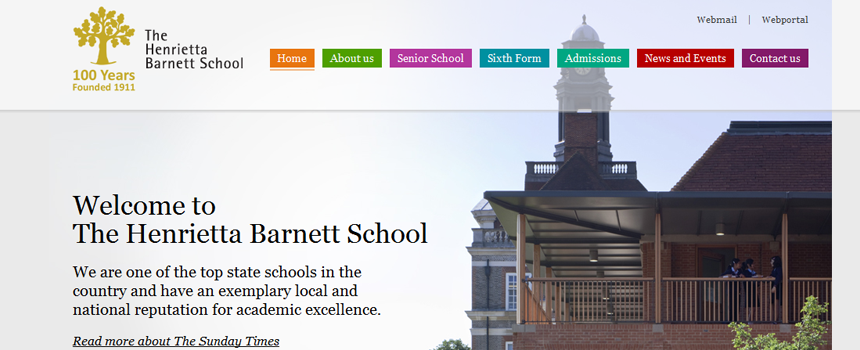 Webmail | Webportal
The
Henrietta
Barnett School
100 Years
Founded 1911
Home About us Senior School Sixth Form Admissions News and Events Contact us
Welcome to
The Henrietta Barnett School
We are one of the top state schools in the
country and have an exemplary local and
national reputation for academic excellence.
Read more about The Sunday Times